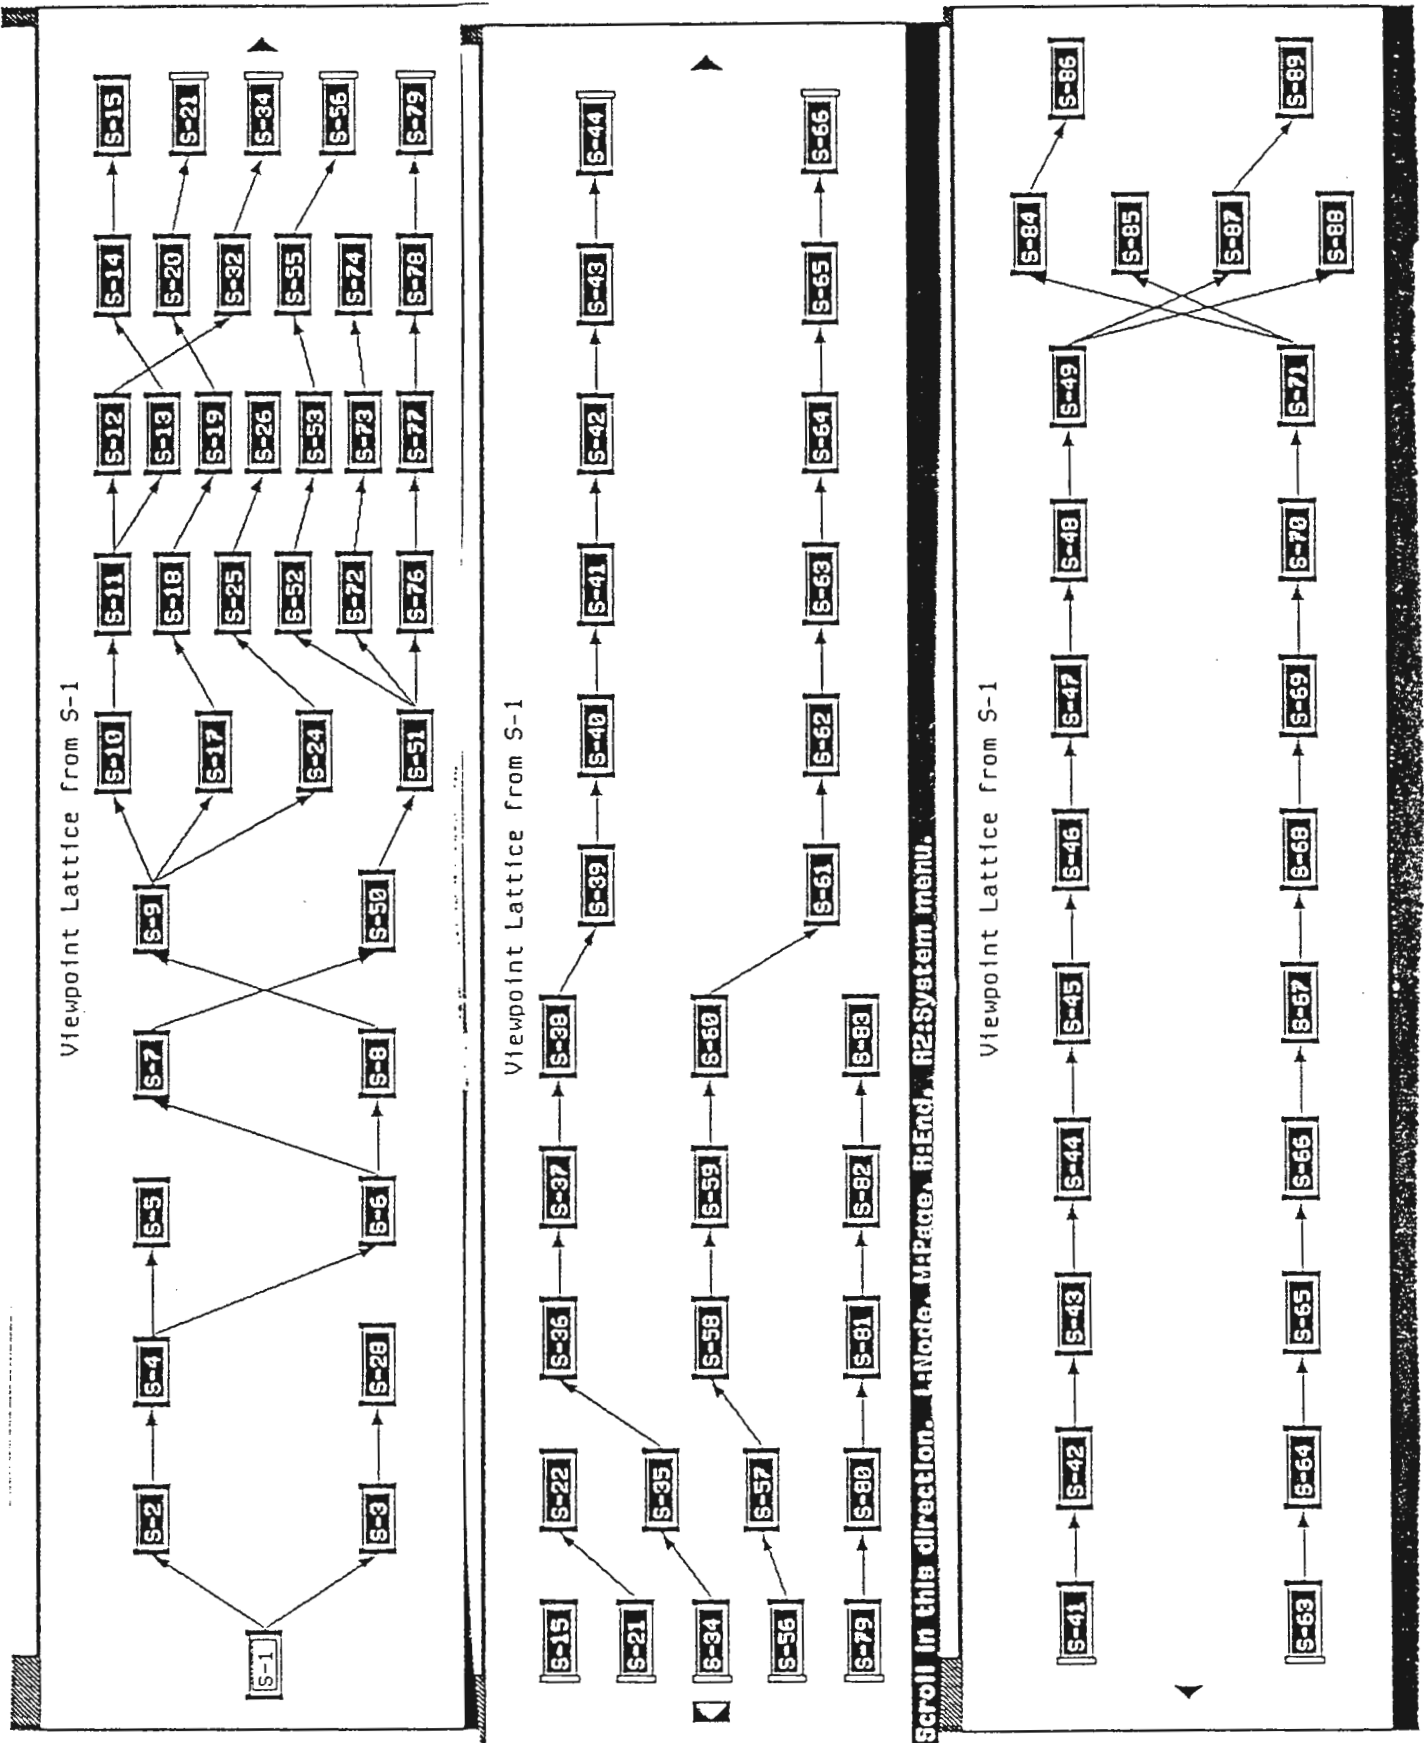 Viewpoint Lattice from S-1
S-10 S-11 S-12 S-14 S-15
S-2 S-4 S-5 S-7 S-9
S-13
S-18 S-20
S-21
S-17 S-19
S-25 S-32
S-1 S-26 S-34
S-52 S-55
S-24 S-53
S-56
S-72 S-74
S-73
S-3 S-28 S-6 S-8 S-50
S-51 S-76 S-77 S-78 S-79
Viewpoint Lattice from S-1
S-15 S-22 S-36 S-37 S-38
S-39 S-40 S-41 S-42 S-43 S-44
S-21
S-35
S-34 S-58 S-59 S-60
S-57
S-56
S-61 S-62 S-63 S-64 S-65 S-66
S-79 S-80 S-81 S-82 S-83
Scroll in this direction. L:Node, M:Page, R:End, R2:System menu.
Viewpoint Lattice from S-1
S-84
S-41 S-42 S-43 S-44 S-45 S-46 S-47 S-48 S-49 S-86
S-85
S-87
S-63 S-64 S-65 S-66 S-67 S-68 S-69 S-70 S-71 S-89
S-88